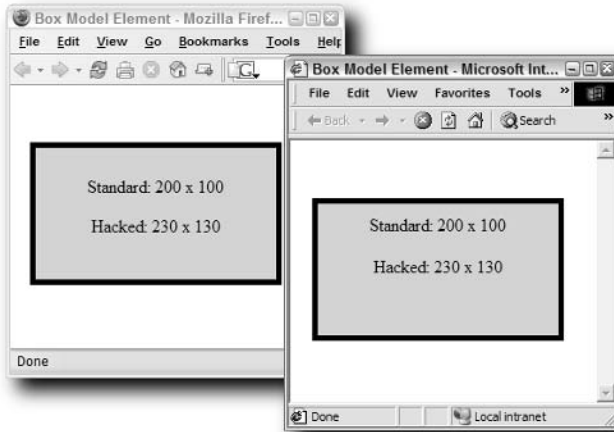 Box Model Element - Mozilla Firef...
File Edit View Go Bookmarks Tools Help
G
Standard: 200 x 100
Hacked: 230 x 130
Done
Box Model Element - Microsoft Int...
File Edit View Favorites Tools »
Back Search »
Standard: 200 x 100
Hacked: 230 x 130
Done Local intranet